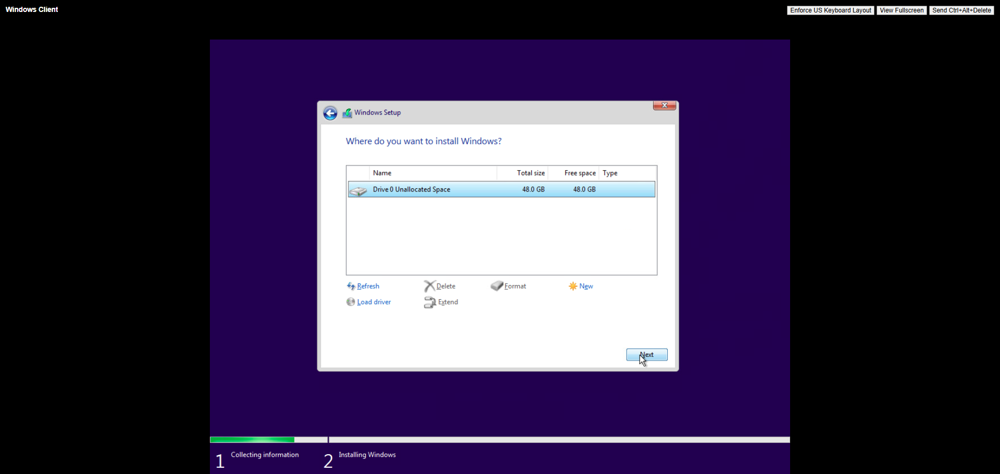 Windows Client
Enforce US Keyboard Layout View Fullscreen Send Ctrl+Alt+Delete
Windows Setup
Where do you want to install Windows?
Name Total size Free space Type
Drive 0 Unallocated Space 48.0 GB 48.0 GB
Refresh Delete Format New
Load driver Extend
Next
1 Collecting information 2 Installing Windows